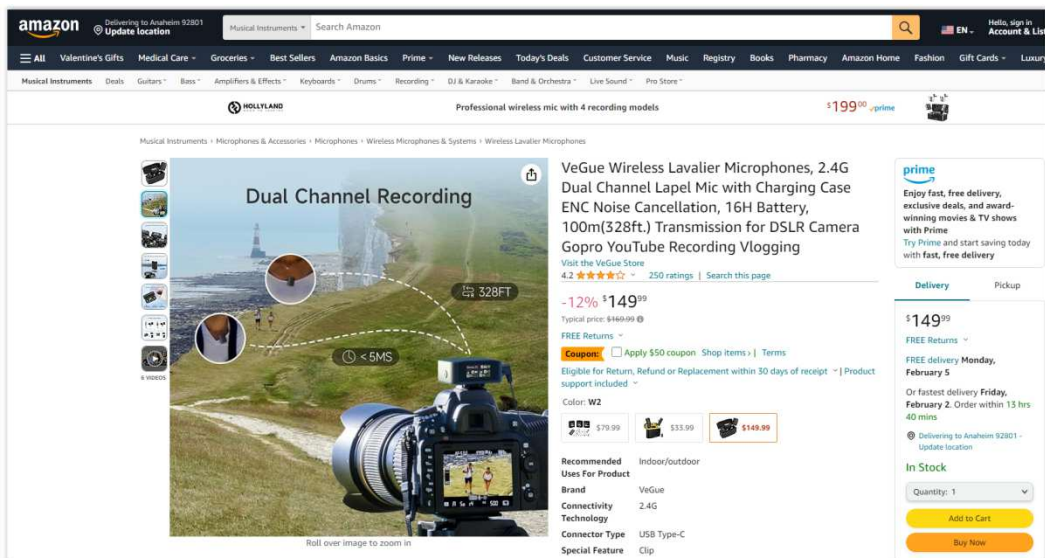 amazon
Delivering to Anaheim 92801
Update location
Musical Instruments
Search Amazon
EN
Hello, sign in
Account & Lis
All Valentine's Gifts Medical Care Groceries Best Sellers Amazon Basics Prime New Releases Today's Deals Customer Service Music Registry Books Pharmacy Amazon Home Fashion Gift Cards Luxury
Musical Instruments Deals Guitars Bass Amplifiers & Effects Keyboards Drums Recording DJ & Karaoke Band & Orchestra Live Sound Pro Store
HOLLYLAND
Professional wireless mic with 4 recording models
$199.00 prime
Musical Instruments › Microphones & Accessories › Microphones › Wireless Microphones & Systems › Wireless Lavalier Microphones
Dual Channel Recording
328FT
<5MS
6 VIDEOS
Roll over image to zoom in
VeGue Wireless Lavalier Microphones, 2.4G
Dual Channel Lapel Mic with Charging Case
ENC Noise Cancellation, 16H Battery,
100m(328ft.) Transmission for DSLR Camera
Gopro YouTube Recording Vlogging
Visit the VeGue Store
4.2 250 ratings | Search this page
-12% $14999
Typical price: $169.99
FREE Returns
Coupon: Apply $50 coupon Shop items › | Terms
Eligible for Return, Refund or Replacement within 30 days of receipt | Product
support included
Color: W2
$79.99 $33.99 $149.99
Recommended Uses For Product Indoor/outdoor
Brand VeGue
Connectivity Technology 2.4G
Connector Type USB Type-C
Special Feature Clip
prime
Enjoy fast, free delivery,
exclusive deals, and award-
winning movies & TV shows
with Prime
Try Prime and start saving today
with fast, free delivery
Delivery Pickup
$14999
FREE Returns
FREE delivery Monday,
February 5
Or fastest delivery Friday,
February 2. Order within 13 hrs
40 mins
Delivering to Anaheim 92801 -
Update location
In Stock
Quantity: 1
Add to Cart
Buy Now